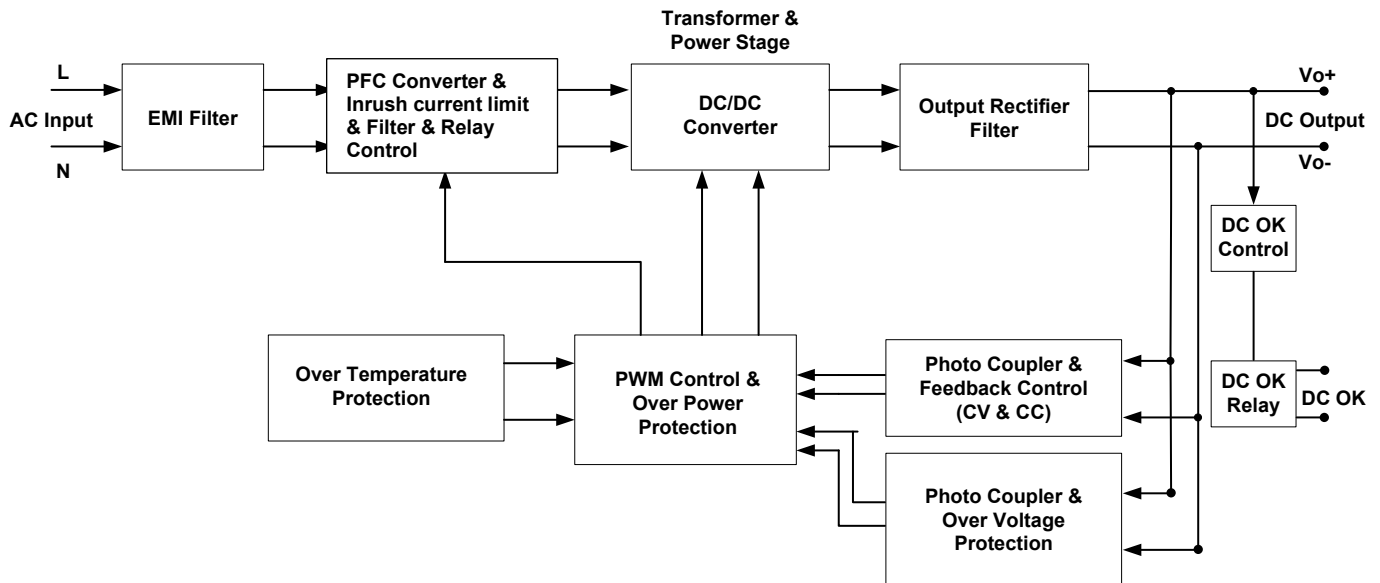 Transformer &
Power Stage
L
AC Input
N
EMI Filter
PFC Converter &
Inrush current limit
& Filter & Relay
Control
DC/DC
Converter
Output Rectifier
Filter
Vo+
DC Output
Vo-
DC OK
Control
Over Temperature
Protection
PWM Control &
Over Power
Protection
Photo Coupler &
Feedback Control
(CV & CC)
DC OK
Relay
DC OK
Photo Coupler &
Over Voltage
Protection